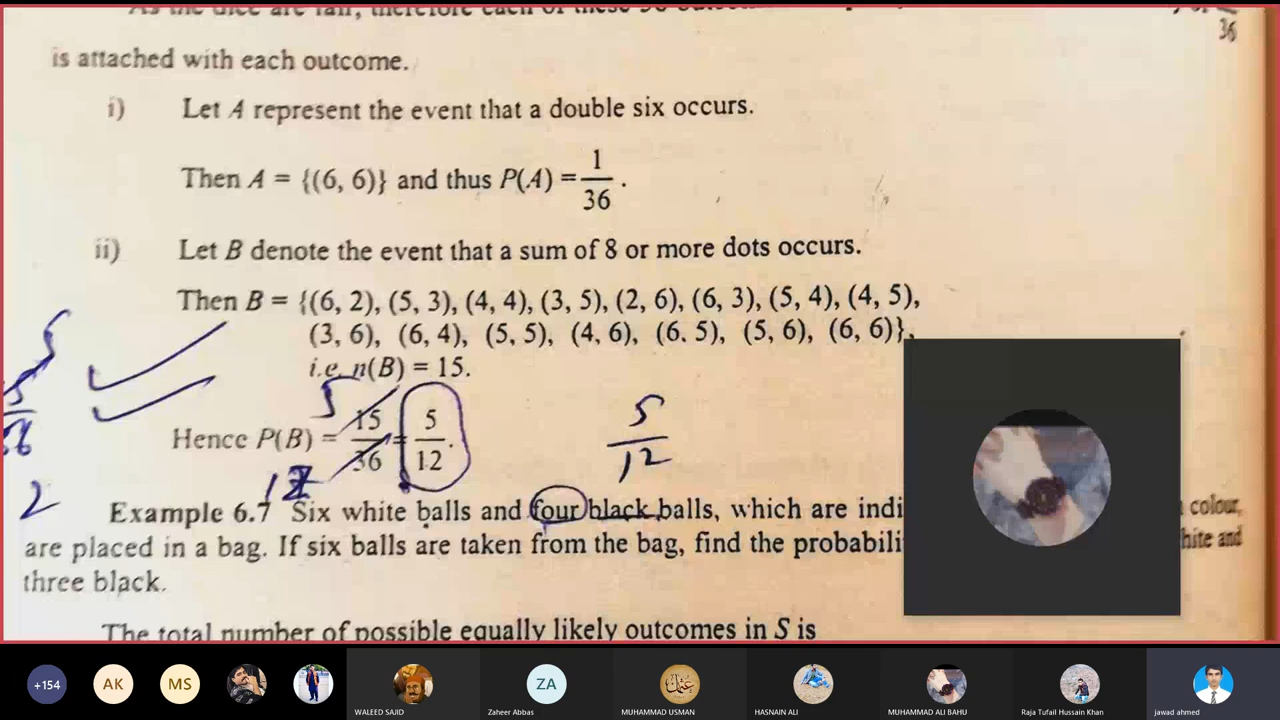 is attached with each outcome.
36
i) Let A represent the event that a double six occurs.
Then A = {(6, 6)} and thus P(A) = 1/36 .
ii) Let B denote the event that a sum of 8 or more dots occurs.
Then B = {(6, 2), (5, 3), (4, 4), (3, 5), (2, 6), (6, 3), (5, 4), (4, 5),
(3, 6), (6, 4), (5, 5), (4, 6), (6. 5), (5, 6), (6, 6)},
i.e. n(B) = 15.
5
Hence P(B) = 15/36 = 5/12.
12
5/12
2
Example 6.7 Six white balls and four black balls, which are indi
colour,
are placed in a bag. If six balls are taken from the bag, find the probabili
hite and
three black.
The total number of possible equally likely outcomes in S is
+154
AK
MS
WALEED SAJID
ZA
Zaheer Abbas
MUHAMMAD USMAN
HASNAIN ALI
MUHAMMAD ALI BAHU
Raja Tufail Hussain Khan
jawad ahmed